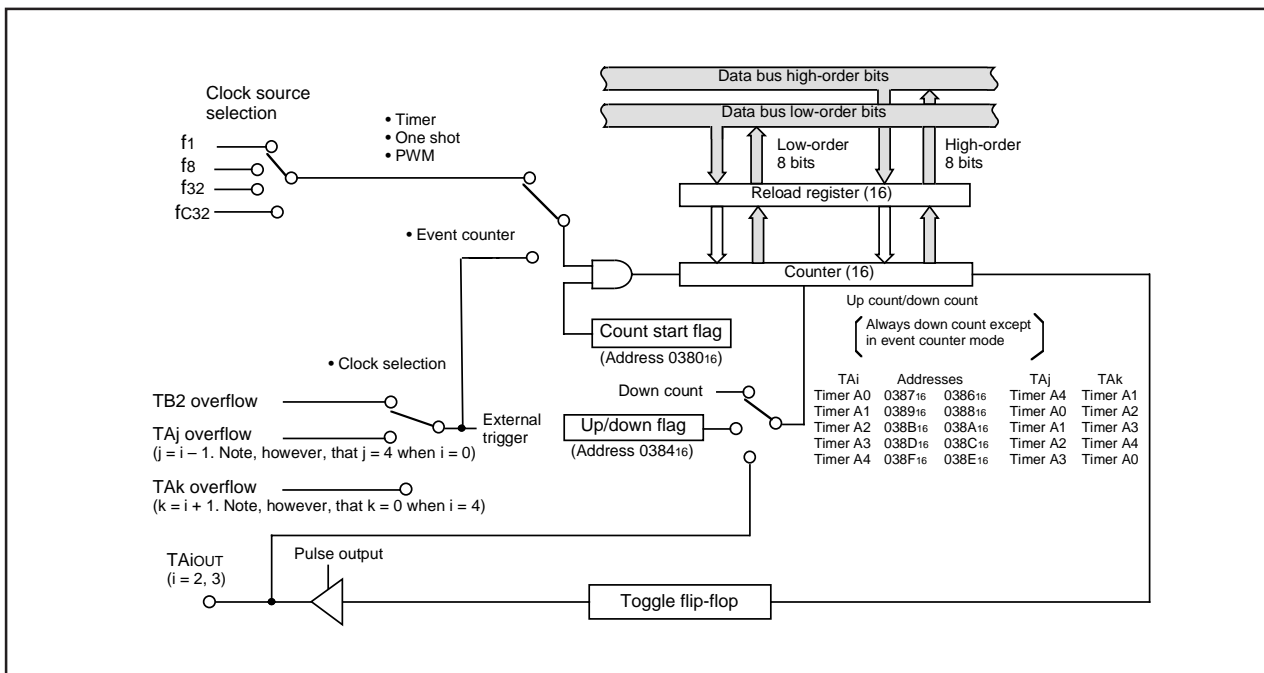 Data bus high-order bits
Data bus low-order bits
Clock source
selection
f1
f8
f32
fC32
• Timer
• One shot
• PWM
Low-order
8 bits
High-order
8 bits
Reload register (16)
• Event counter
Counter (16)
Up count/down count
Always down count except
in event counter mode
Count start flag
(Address 038016)
• Clock selection
TB2 overflow
TAj overflow
(j = i – 1. Note, however, that j = 4 when i = 0)
External
trigger
TAk overflow
(k = i + 1. Note, however, that k = 0 when i = 4)
Down count
Up/down flag
(Address 038416)
TAi Addresses TAj TAk
Timer A0 038716 038616 Timer A4 Timer A1
Timer A1 038916 038816 Timer A0 Timer A2
Timer A2 038B16 038A16 Timer A1 Timer A3
Timer A3 038D16 038C16 Timer A2 Timer A4
Timer A4 038F16 038E16 Timer A3 Timer A0
TAiOUT
(i = 2, 3)
Pulse output
Toggle flip-flop